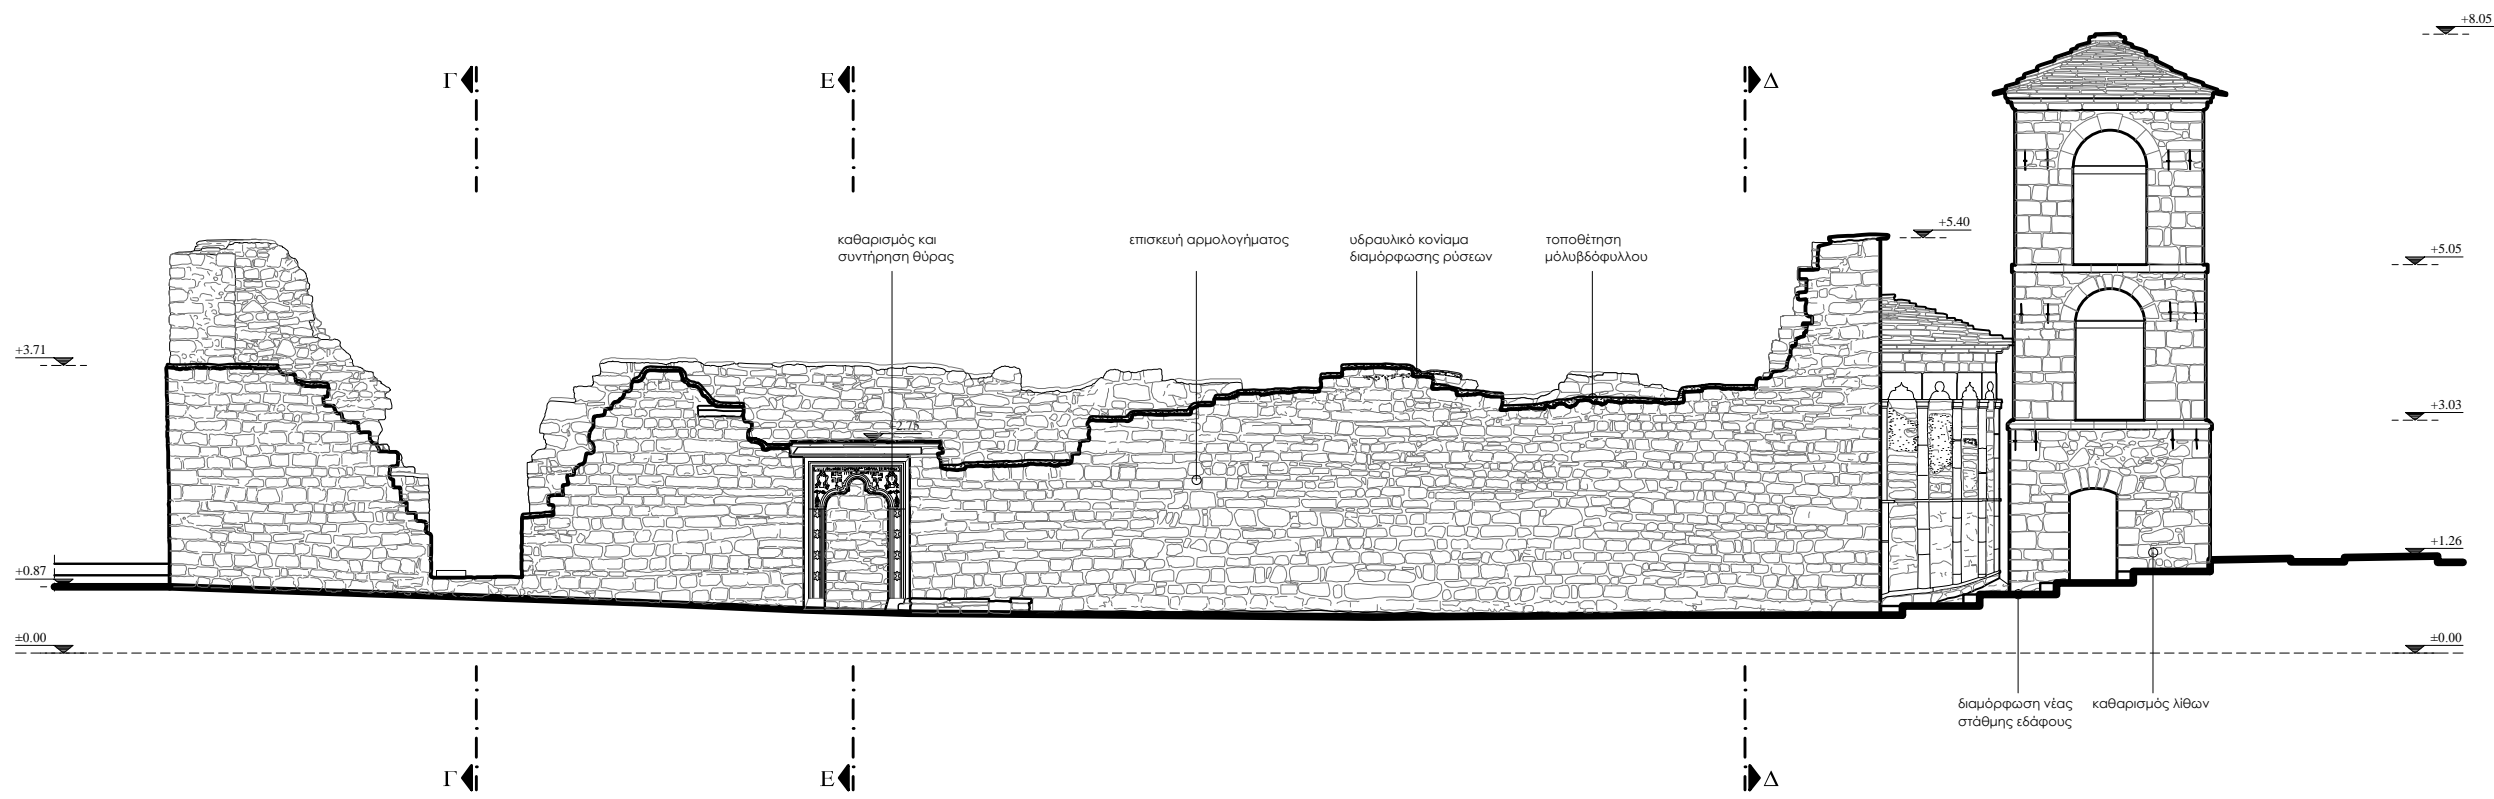 +8.05
Γ
Ε
Δ
+5.40
καθαρισμός και
συντήρηση θύρας
επισκευή αρμολογήματος
υδραυλικό κονίαμα
διαμόρφωσης ρύσεων
τοποθέτηση
μολυβδόφυλλου
+5.05
+3.71
+3.03
+2.78
+1.26
+0.87
±0.00
±0.00
διαμόρφωση νέας
στάθμης εδάφους
καθαρισμός λίθων
Γ
Ε
Δ